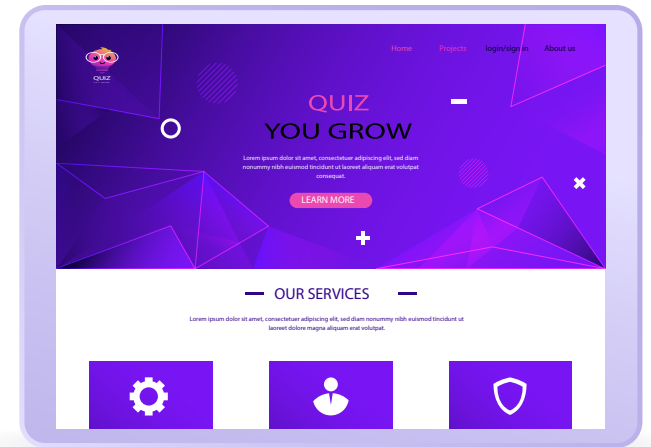 Home Projects login/sign in About us
QUIZ
QUIZ
YOU GROW
Lorem ipsum dolor sit amet, consectetuer adipiscing elit, sed diam
nonummy nibh euismod tincidunt ut laoreet aliquam erat volutpat
consequat.
LEARN MORE
OUR SERVICES
Lorem ipsum dolor sit amet, consectetuer adipiscing elit, sed diam nonummy nibh euismod tincidunt ut
laoreet dolore magna aliquam erat volutpat.